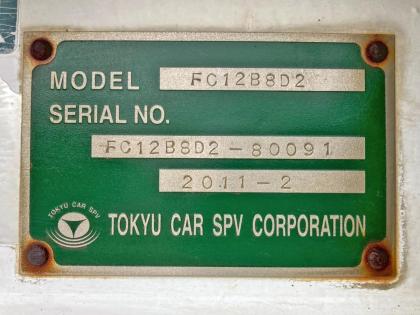 MODEL FC12B8D2
SERIAL NO.
FC12B8D2-80091
2011-2
TOKYU CAR SPV
TOKYU CAR SPV CORPORATION